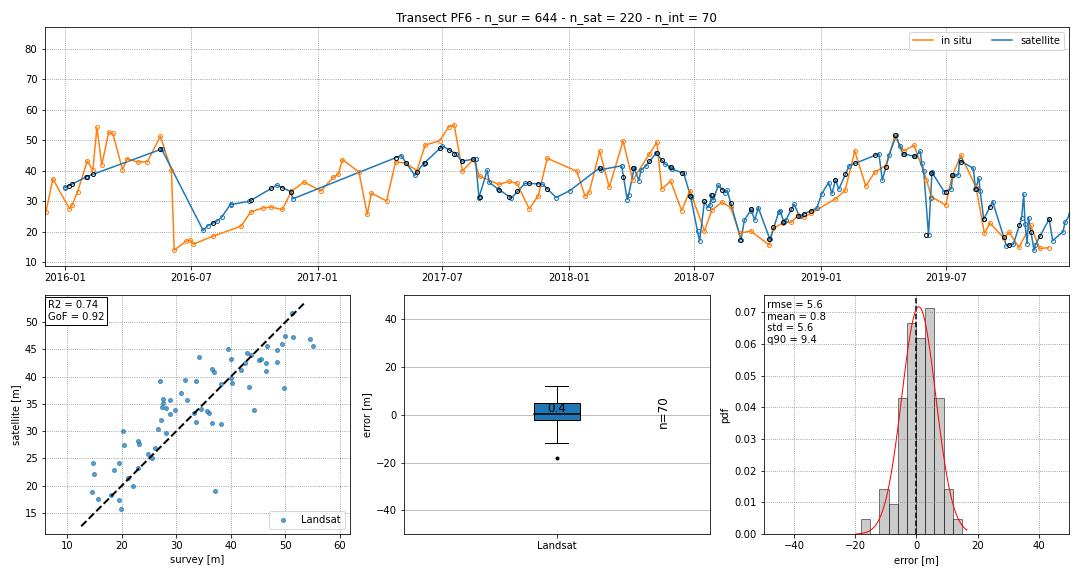 Transect PF6 - n_sur = 644 - n_sat = 220 - n_int = 70
in situ satellite
80
70
60
50
40
30
20
10
2016-01 2016-07 2017-01 2017-07 2018-01 2018-07 2019-01 2019-07
R2 = 0.74
GoF = 0.92
satellite [m]
50
45
40
35
30
25
20
15
Landsat
10 20 30 40 50 60
survey [m]
error [m]
40
20
0
−20
−40
0.4
n=70
Landsat
rmse = 5.6
mean = 0.8
std = 5.6
q90 = 9.4
pdf
0.07
0.06
0.05
0.04
0.03
0.02
0.01
0.00
−40 −20 0 20 40
error [m]